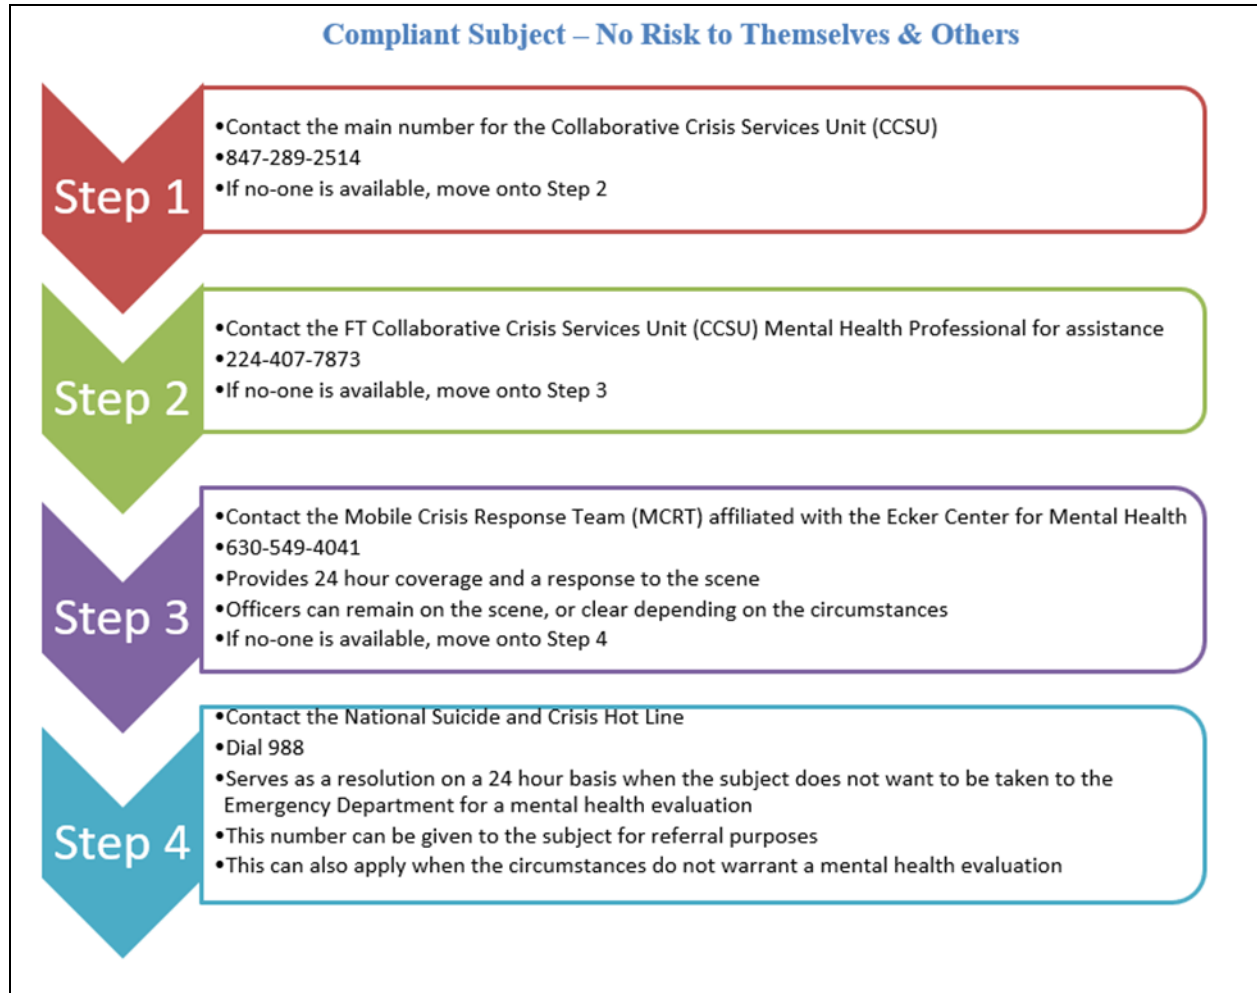 Compliant Subject – No Risk to Themselves & Others
Step 1
•Contact the main number for the Collaborative Crisis Services Unit (CCSU)
•847-289-2514
•If no-one is available, move onto Step 2
Step 2
•Contact the FT Collaborative Crisis Services Unit (CCSU) Mental Health Professional for assistance
•224-407-7873
•If no-one is available, move onto Step 3
Step 3
•Contact the Mobile Crisis Response Team (MCRT) affiliated with the Ecker Center for Mental Health
•630-549-4041
•Provides 24 hour coverage and a response to the scene
•Officers can remain on the scene, or clear depending on the circumstances
•If no-one is available, move onto Step 4
Step 4
•Contact the National Suicide and Crisis Hot Line
•Dial 988
•Serves as a resolution on a 24 hour basis when the subject does not want to be taken to the
Emergency Department for a mental health evaluation
•This number can be given to the subject for referral purposes
•This can also apply when the circumstances do not warrant a mental health evaluation